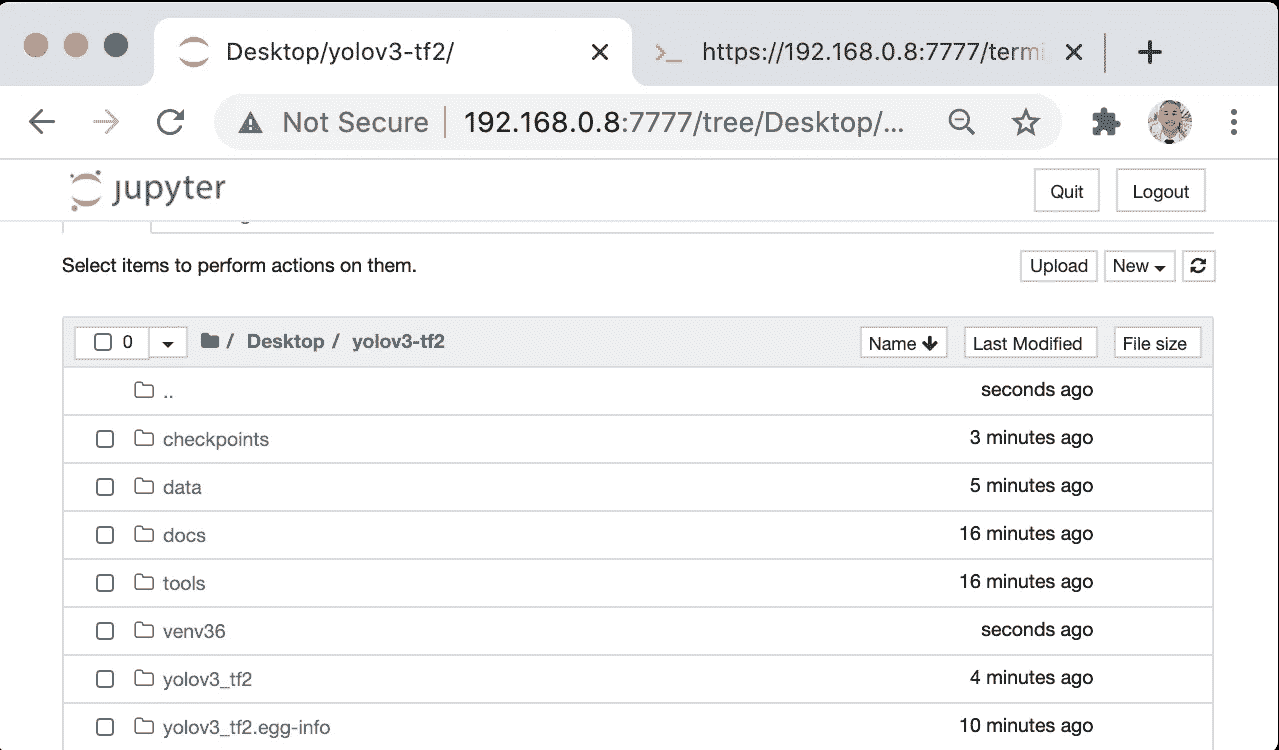 Desktop/yolov3-tf2/
https://192.168.0.8:7777/termi
Not Secure 192.168.0.8:7777/tree/Desktop/...
jupyter Quit Logout
Select items to perform actions on them. Upload New
0 / Desktop / yolov3-tf2 Name Last Modified File size
.. seconds ago
checkpoints 3 minutes ago
data 5 minutes ago
docs 16 minutes ago
tools 16 minutes ago
venv36 seconds ago
yolov3_tf2 4 minutes ago
yolov3_tf2.egg-info 10 minutes ago